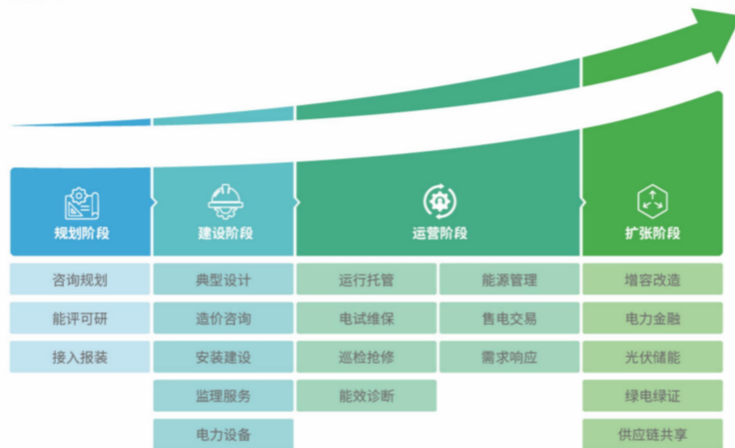 规划阶段
建设阶段
运营阶段
扩张阶段
咨询规划
典型设计
运行托管
能源管理
增容改造
能评可研
造价咨询
电试维保
售电交易
电力金融
接入报装
安装建设
巡检抢修
需求响应
光伏储能
监理服务
能效诊断
绿电绿证
电力设备
供应链共享